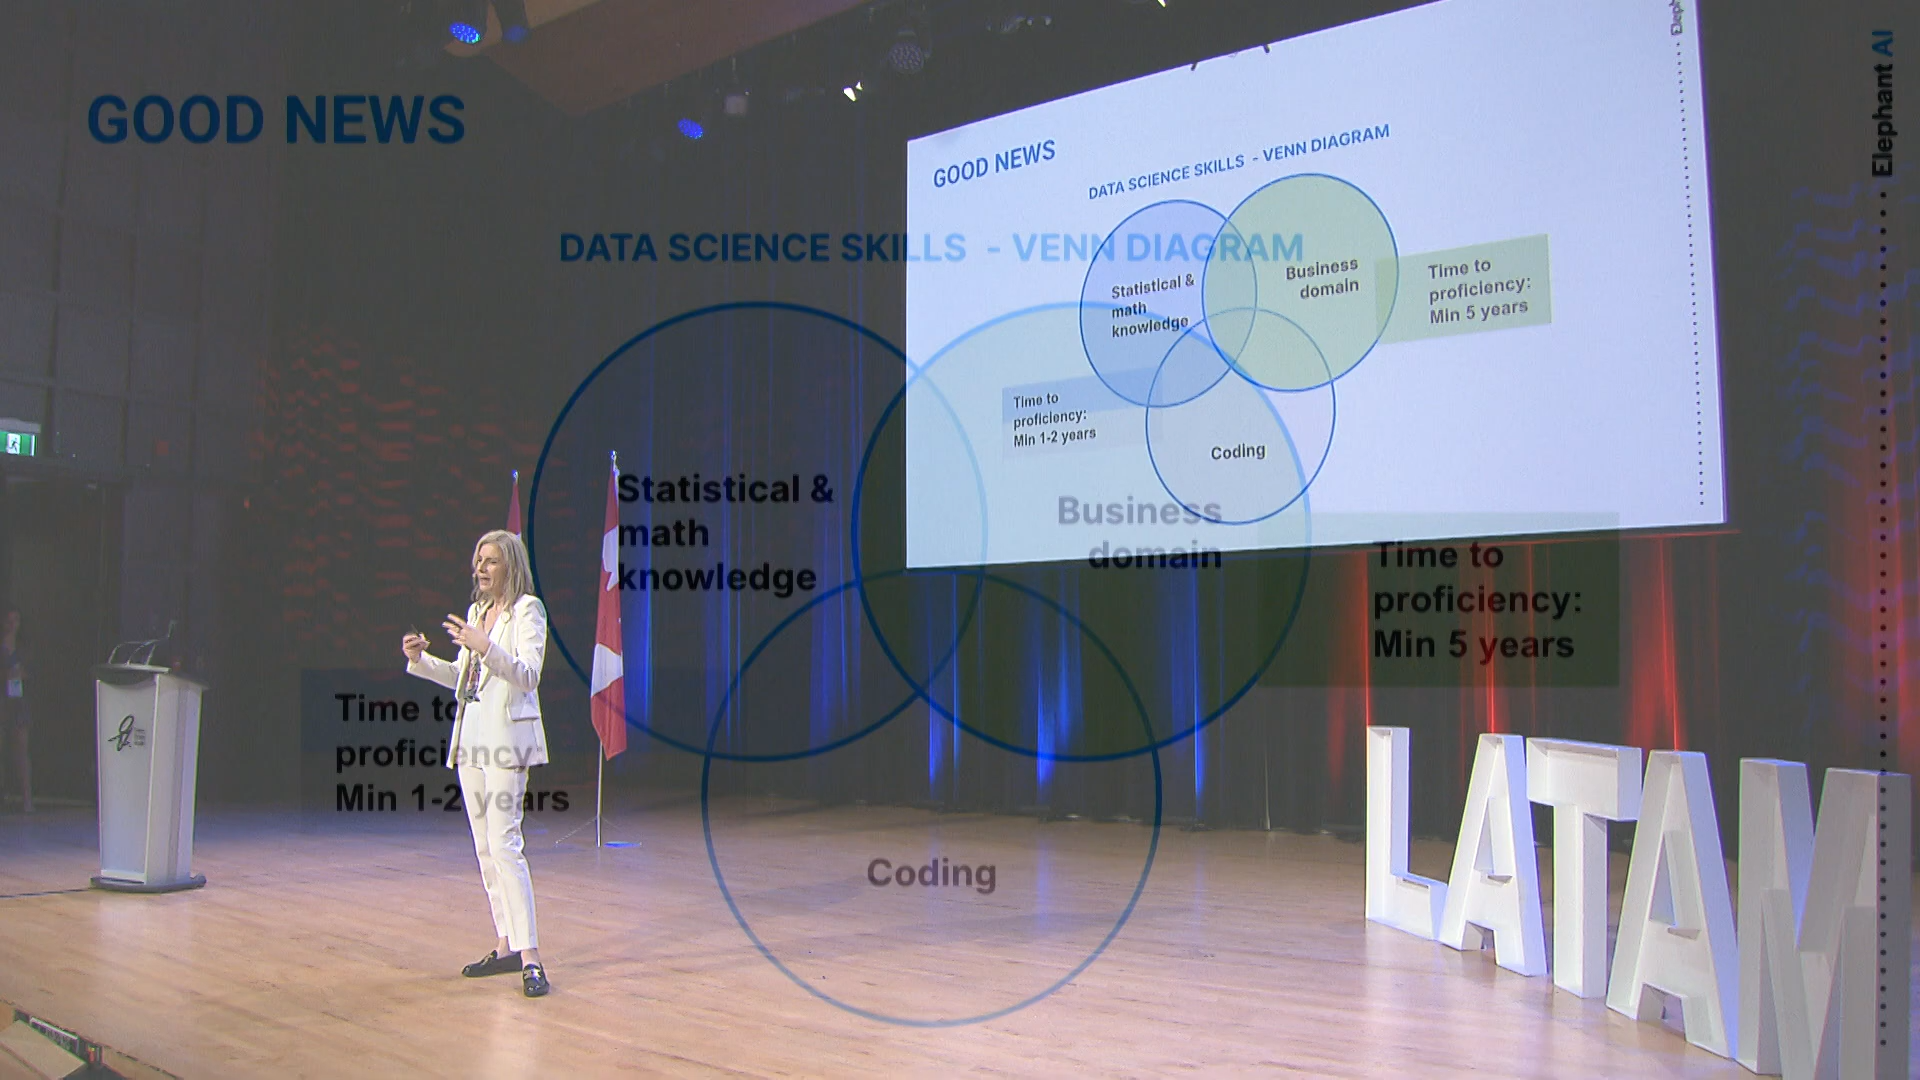 GOOD NEWS
DATA SCIENCE SKILLS - VENN DIAGRAM
Statistical &
math
knowledge
Business
domain
Time to
proficiency:
Min 5 years
Time to
proficiency:
Min 1-2 years
Coding
Elephant AI
GOOD NEWS
DATA SCIENCE SKILLS - VENN DIAGRAM
Statistical &
math
knowledge
Business
domain
Time to
proficiency:
Min 5 years
Time to
proficiency:
Min 1-2 years
Coding
Eleph
LATAM